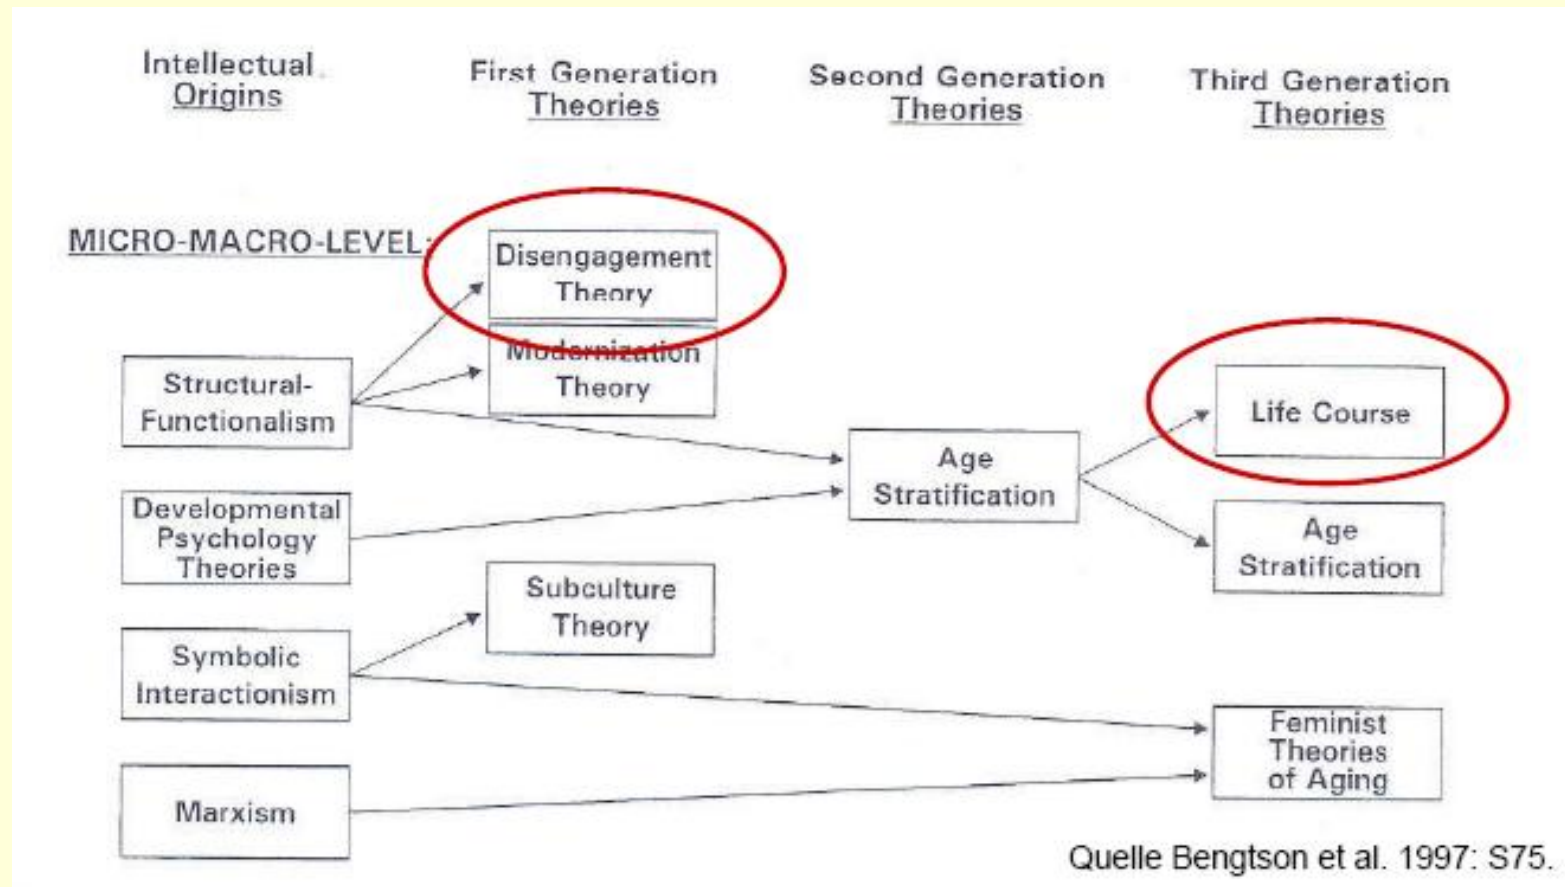 Intellectual
Origins
First Generation
Theories
Second Generation
Theories
Third Generation
Theories
MICRO-MACRO-LEVEL:
Disengagement
Theory
Modernization
Theory
Structural-
Functionalism
Life Course
Age
Stratification
Developmental
Psychology
Theories
Age
Stratification
Subculture
Theory
Symbolic
Interactionism
Feminist
Theories
of Aging
Marxism
Quelle Bengtson et al. 1997: S75.